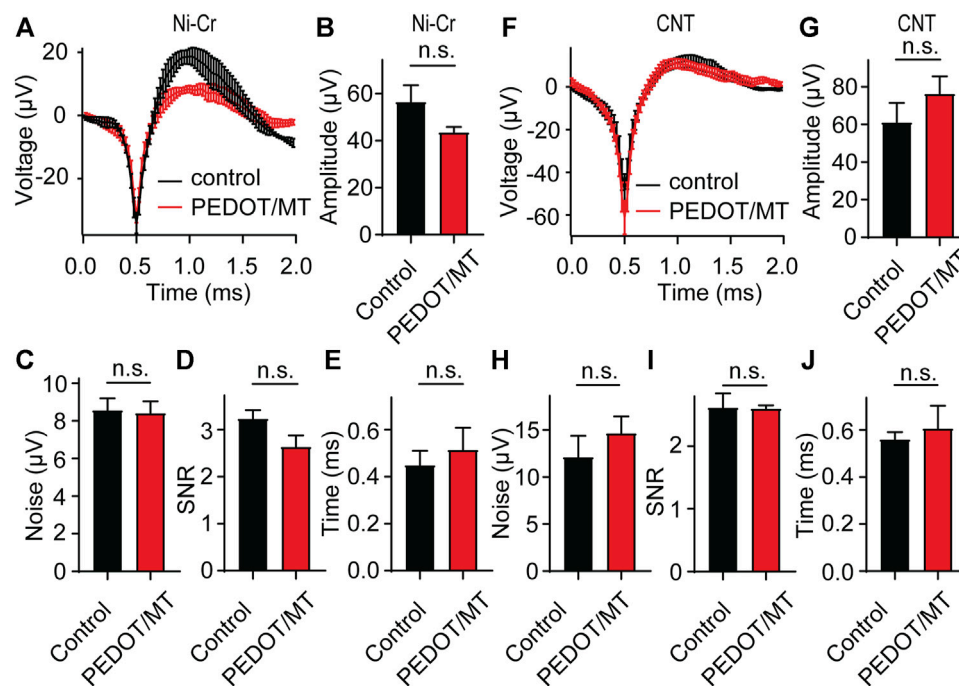 A
Ni-Cr
Voltage (µV)
20
0
-20
control
PEDOT/MT
0.0 0.5 1.0 1.5 2.0
Time (ms)
B
Ni-Cr
n.s.
Amplitude (µV)
60
40
20
0
Control
PEDOT/MT
F
CNT
Voltage (µV)
0
-20
-40
-60
control
PEDOT/MT
0.0 0.5 1.0 1.5 2.0
Time (ms)
G
CNT
n.s.
Amplitude (µV)
80
60
40
20
0
Control
PEDOT/MT
C
n.s.
Noise (µV)
10
8
6
4
2
0
Control
PEDOT/MT
D
n.s.
SNR
3
2
1
0
Control
PEDOT/MT
E
n.s.
Time (ms)
0.6
0.4
0.2
0.0
Control
PEDOT/MT
H
n.s.
Noise (µV)
15
10
5
0
Control
PEDOT/MT
I
n.s.
SNR
2
1
0
Control
PEDOT/MT
J
n.s.
Time (ms)
0.6
0.4
0.2
0.0
Control
PEDOT/MT